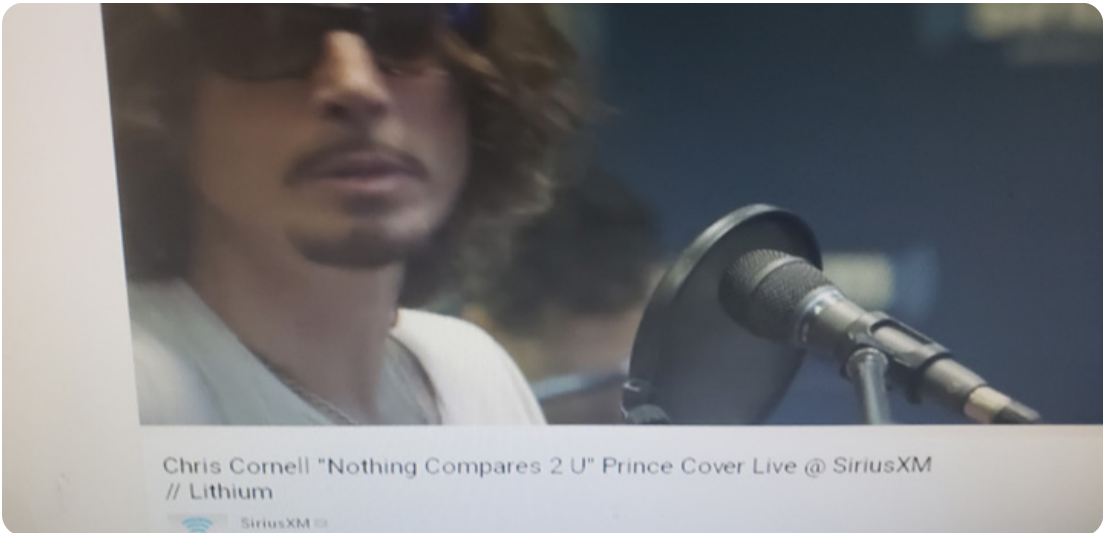 Chris Cornell "Nothing Compares 2 U" Prince Cover Live @ SiriusXM
// Lithium
SiriusXM